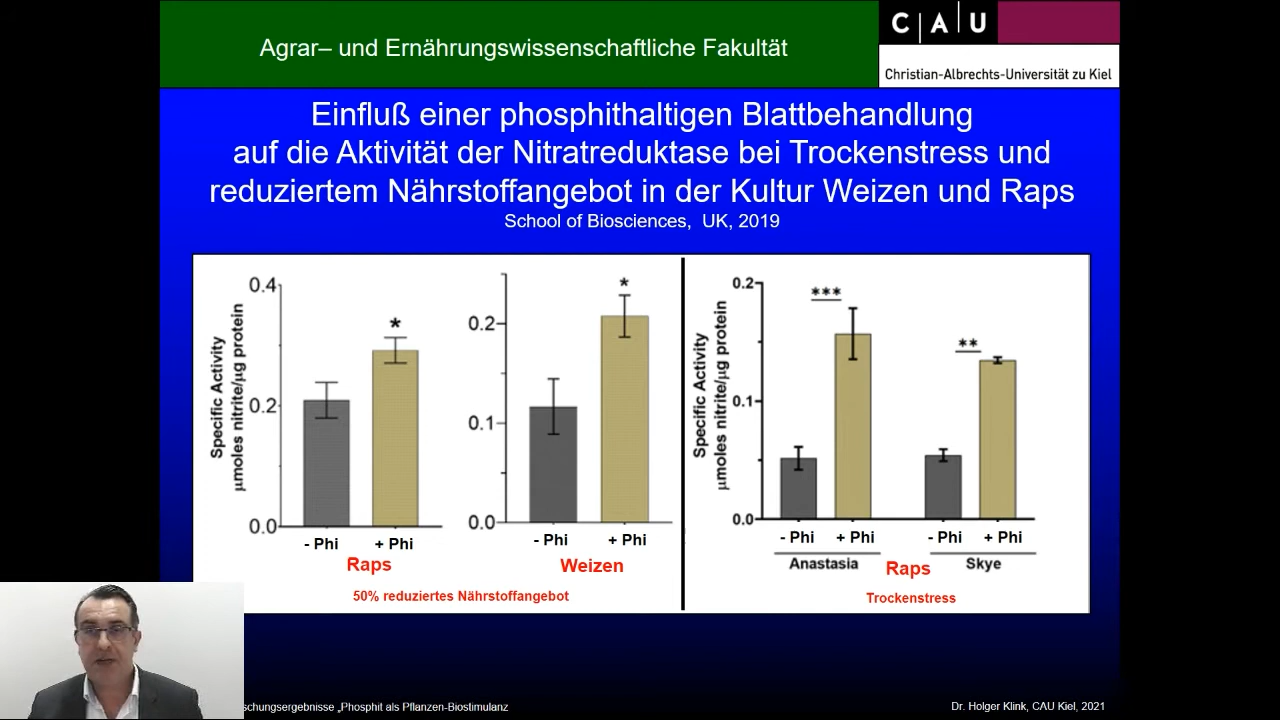 Agrar– und Ernährungswissenschaftliche Fakultät
C|A|U
Christian-Albrechts-Universität zu Kiel
Einfluß einer phosphithaltigen Blattbehandlung
auf die Aktivität der Nitratreduktase bei Trockenstress und
reduziertem Nährstoffangebot in der Kultur Weizen und Raps
School of Biosciences, UK, 2019
Specific Activity
µmoles nitrite/µg protein
0.4
0.2
0.0
*
- Phi + Phi
Raps
0.2
0.1
0.0
*
- Phi + Phi
Weizen
50% reduziertes Nährstoffangebot
Specific Activity
µmoles nitrite/µg protein
0.2
0.1
0.0
***
**
- Phi + Phi - Phi + Phi
Anastasia Raps Skye
Trockenstress
schungsergebnisse „Phosphit als Pflanzen-Biostimulanz
Dr. Holger Klink, CAU Kiel, 2021